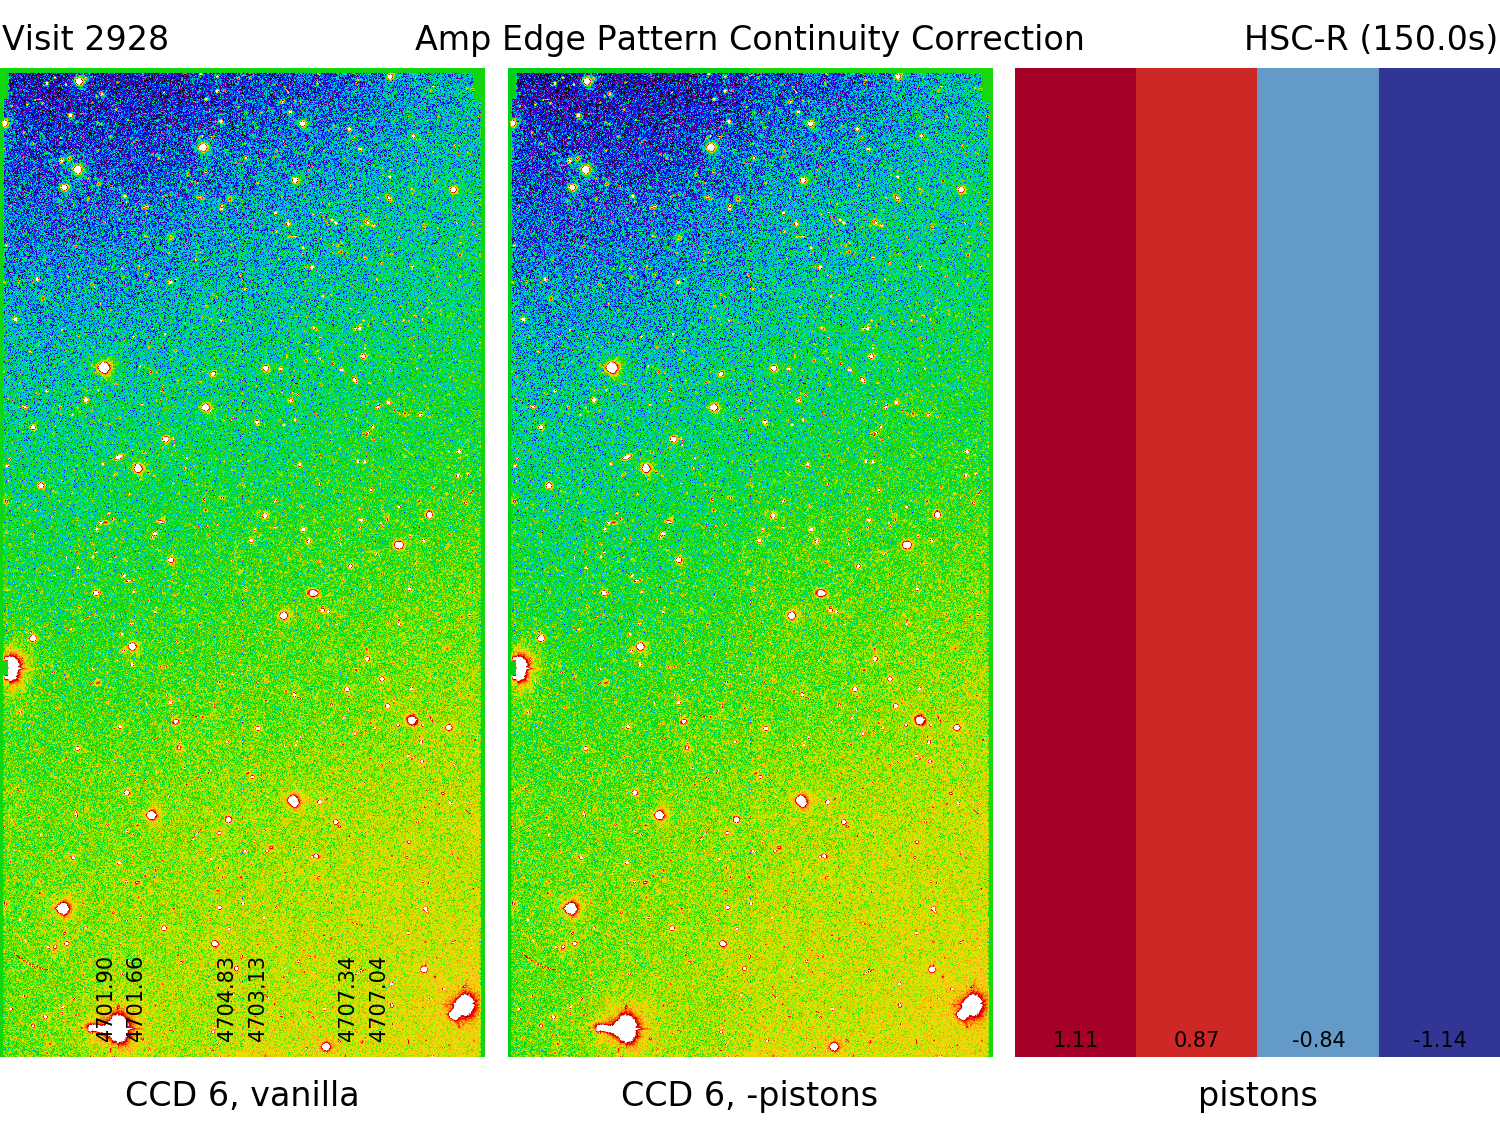 Visit 2928
Amp Edge Pattern Continuity Correction
HSC-R (150.0s)
4701.90
4701.66
4704.83
4703.13
4707.34
4707.04
1.11
0.87
-0.84
-1.14
CCD 6, vanilla
CCD 6, -pistons
pistons